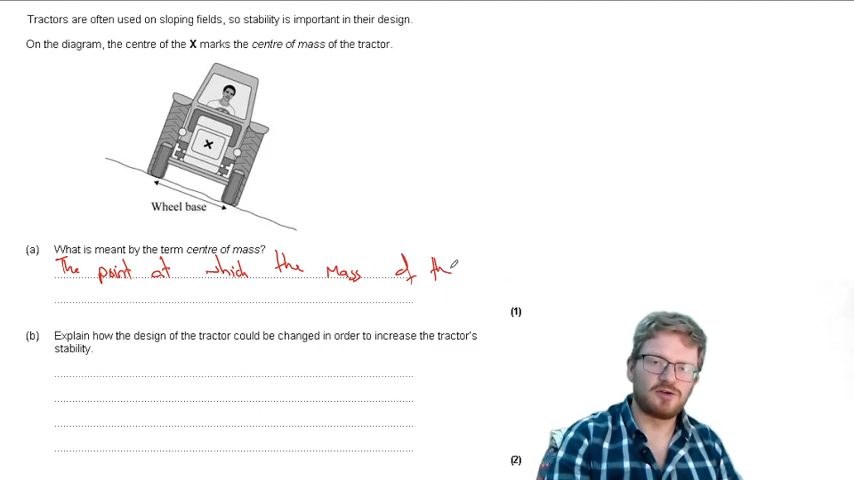 Tractors are often used on sloping fields, so stability is important in their design.
On the diagram, the centre of the X marks the centre of mass of the tractor.
X
Wheel base
(a) What is meant by the term centre of mass?
The point at which the Mass of th
(1)
(b) Explain how the design of the tractor could be changed in order to increase the tractor's
stability.
(2)